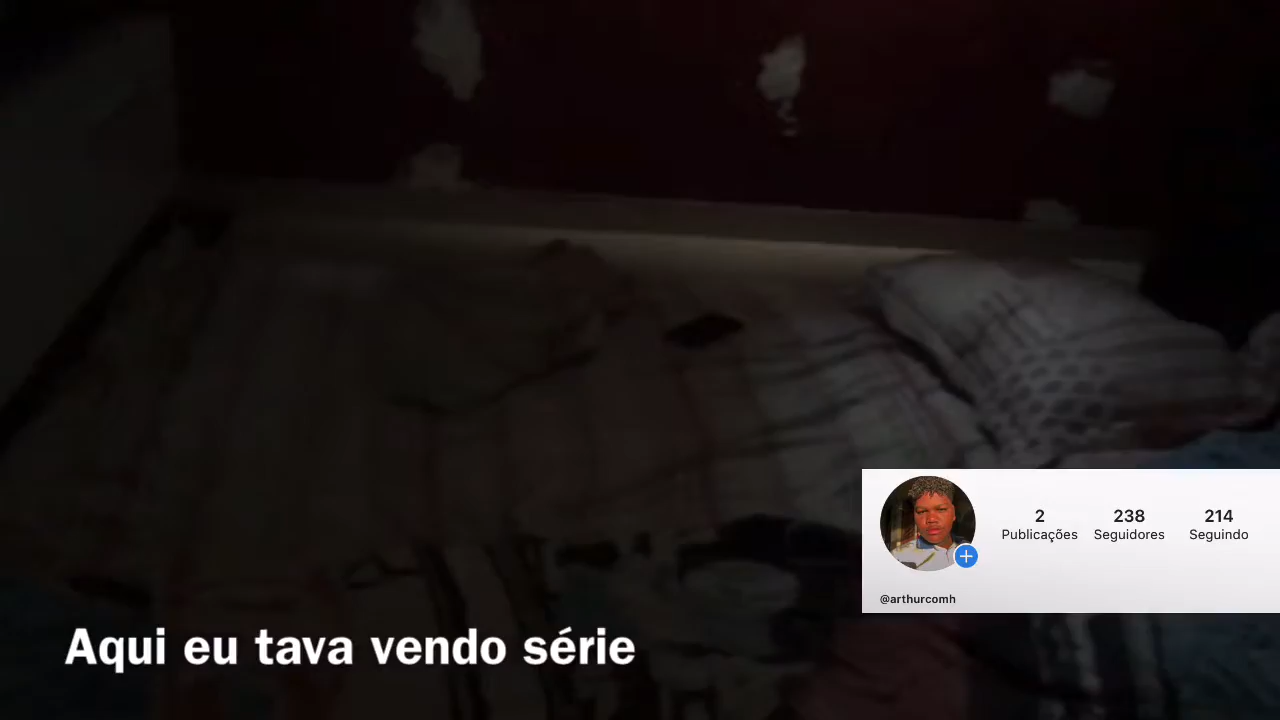 2 238 214
Publicações Seguidores Seguindo
@arthurcomh
Aqui eu tava vendo série